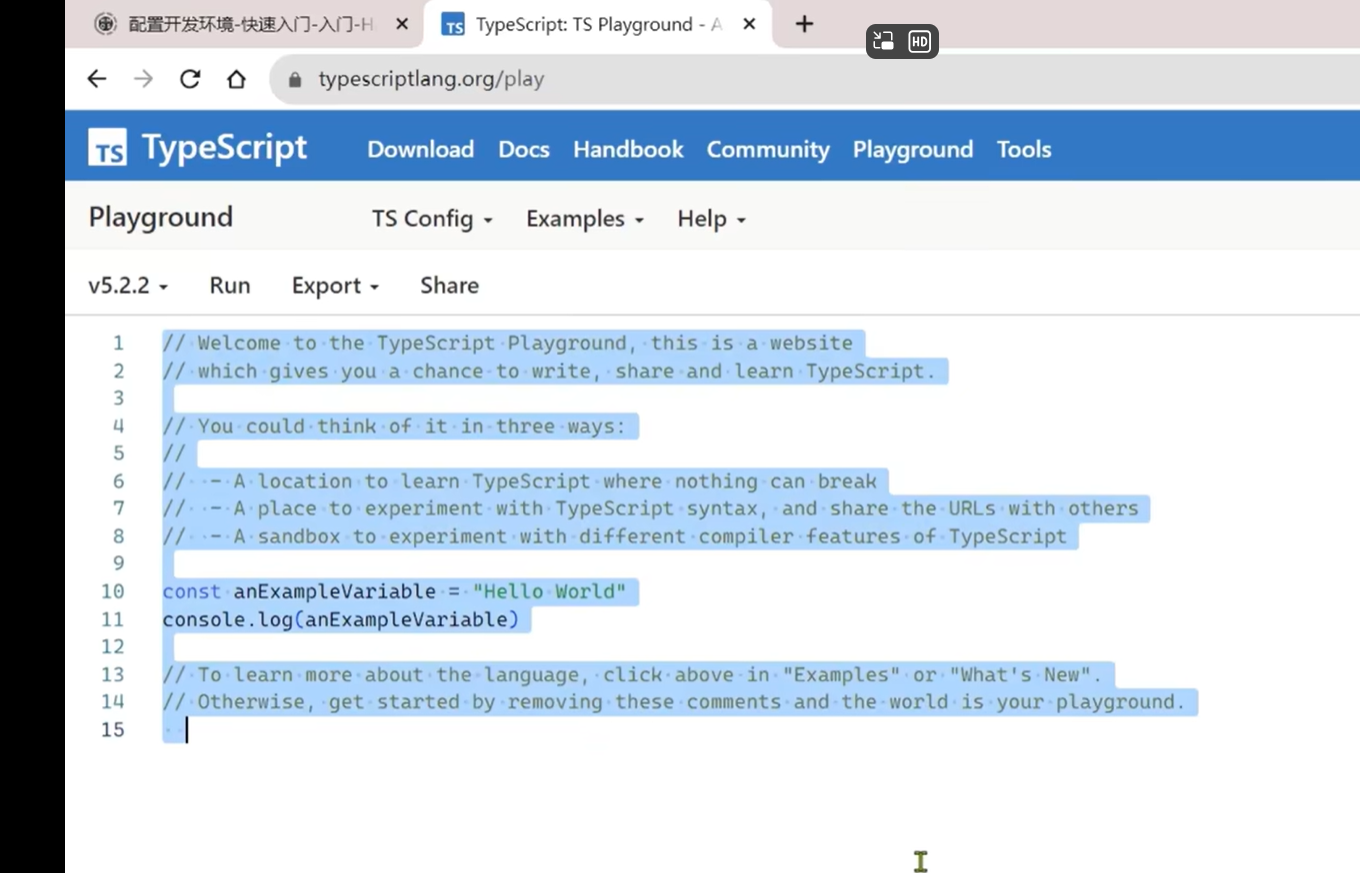 配置开发环境-快速入门-入门-H
TypeScript: TS Playground - A
HD
typescriptlang.org/play
TS TypeScript Download Docs Handbook Community Playground Tools
Playground TS Config Examples Help
v5.2.2 Run Export Share
1 // Welcome to the TypeScript Playground, this is a website
2 // which gives you a chance to write, share and learn TypeScript.
3
4 // You could think of it in three ways:
5 //
6 //  - A location to learn TypeScript where nothing can break
7 //  - A place to experiment with TypeScript syntax, and share the URLs with others
8 //  - A sandbox to experiment with different compiler features of TypeScript
9
10 const anExampleVariable = "Hello World"
11 console.log(anExampleVariable)
12
13 // To learn more about the language, click above in "Examples" or "What's New".
14 // Otherwise, get started by removing these comments and the world is your playground.
15